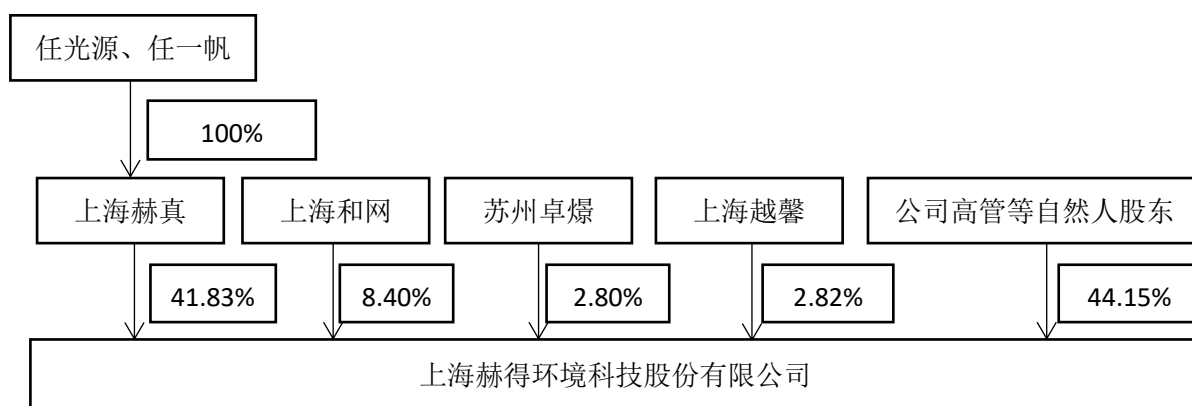 任光源、任一帆
100%
上海赫真
上海和网
苏州卓燝
上海越馨
公司高管等自然人股东
41.83%
8.40%
2.80%
2.82%
44.15%
上海赫得环境科技股份有限公司